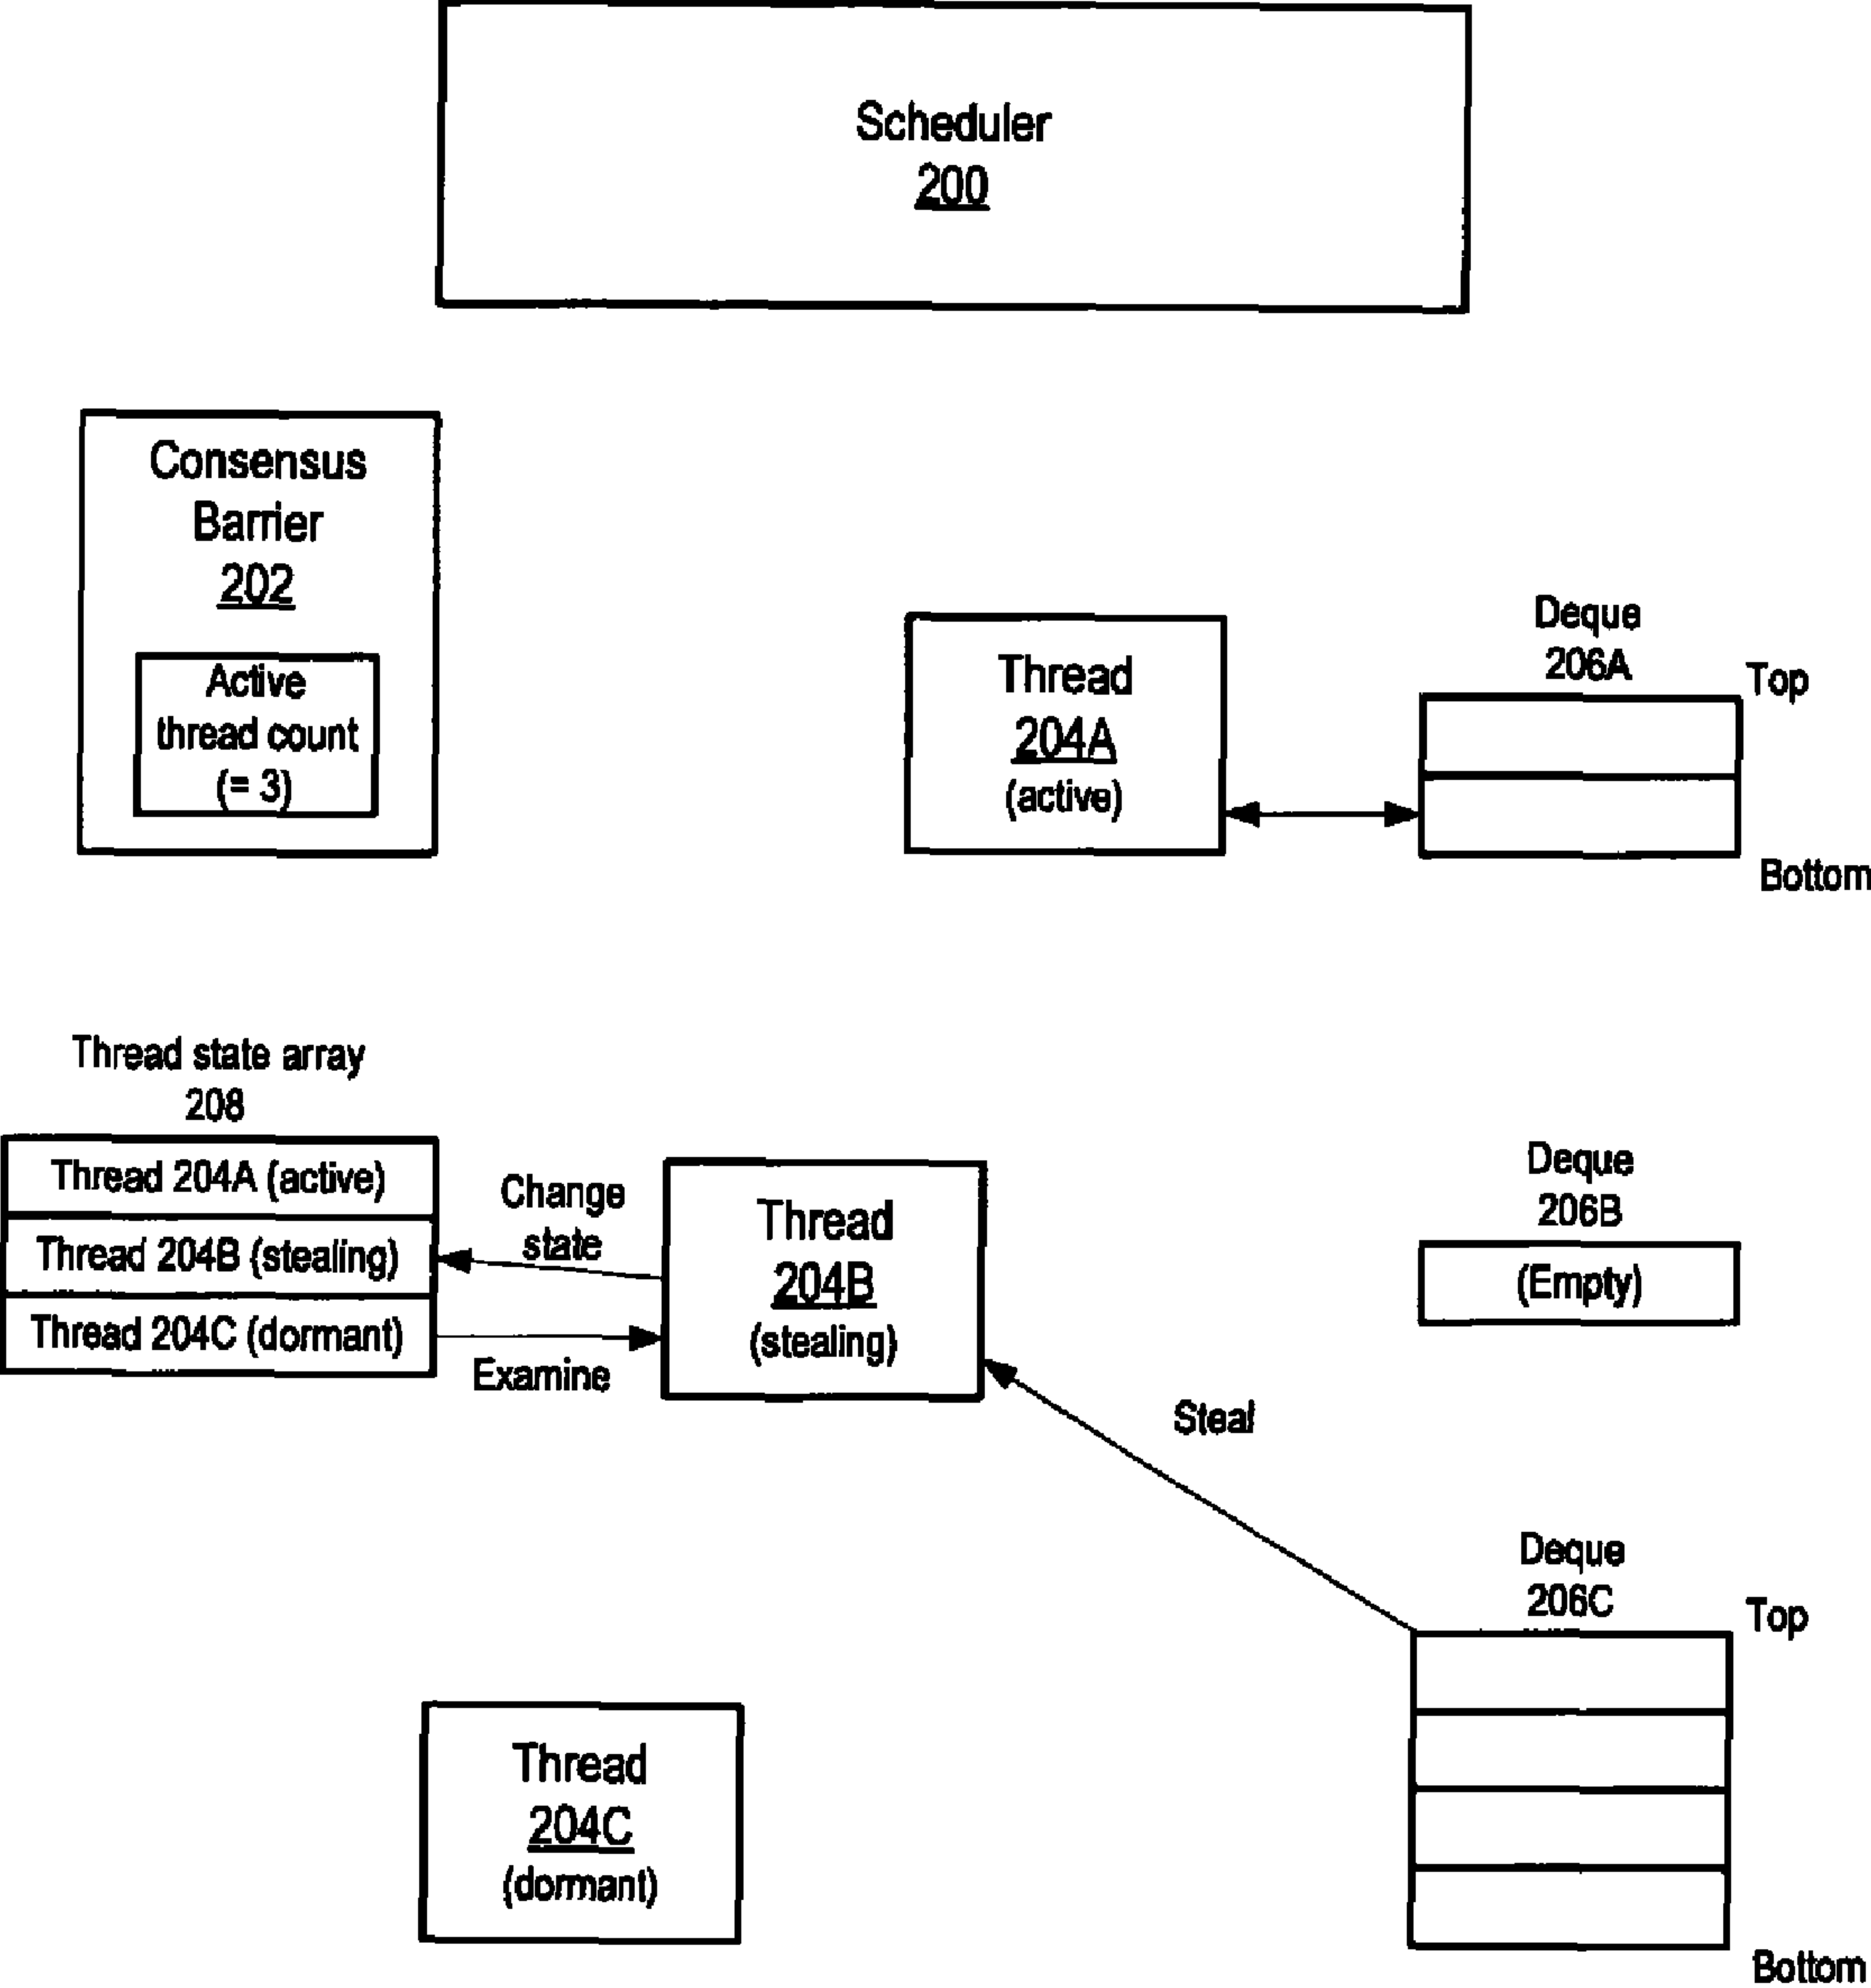 Scheduler
200
Consensus
Barrier
202
Active
thread count
(= 3)
Thread
204A
(active)
Deque
206A
Top
Bottom
Thread state array
208
Thread 204A (active)
Thread 204B (stealing)
Thread 204C (dormant)
Change
state
Examine
Thread
204B
(stealing)
Deque
206B
(Empty)
Steal
Deque
206C
Top
Bottom
Thread
204C
(dormant)